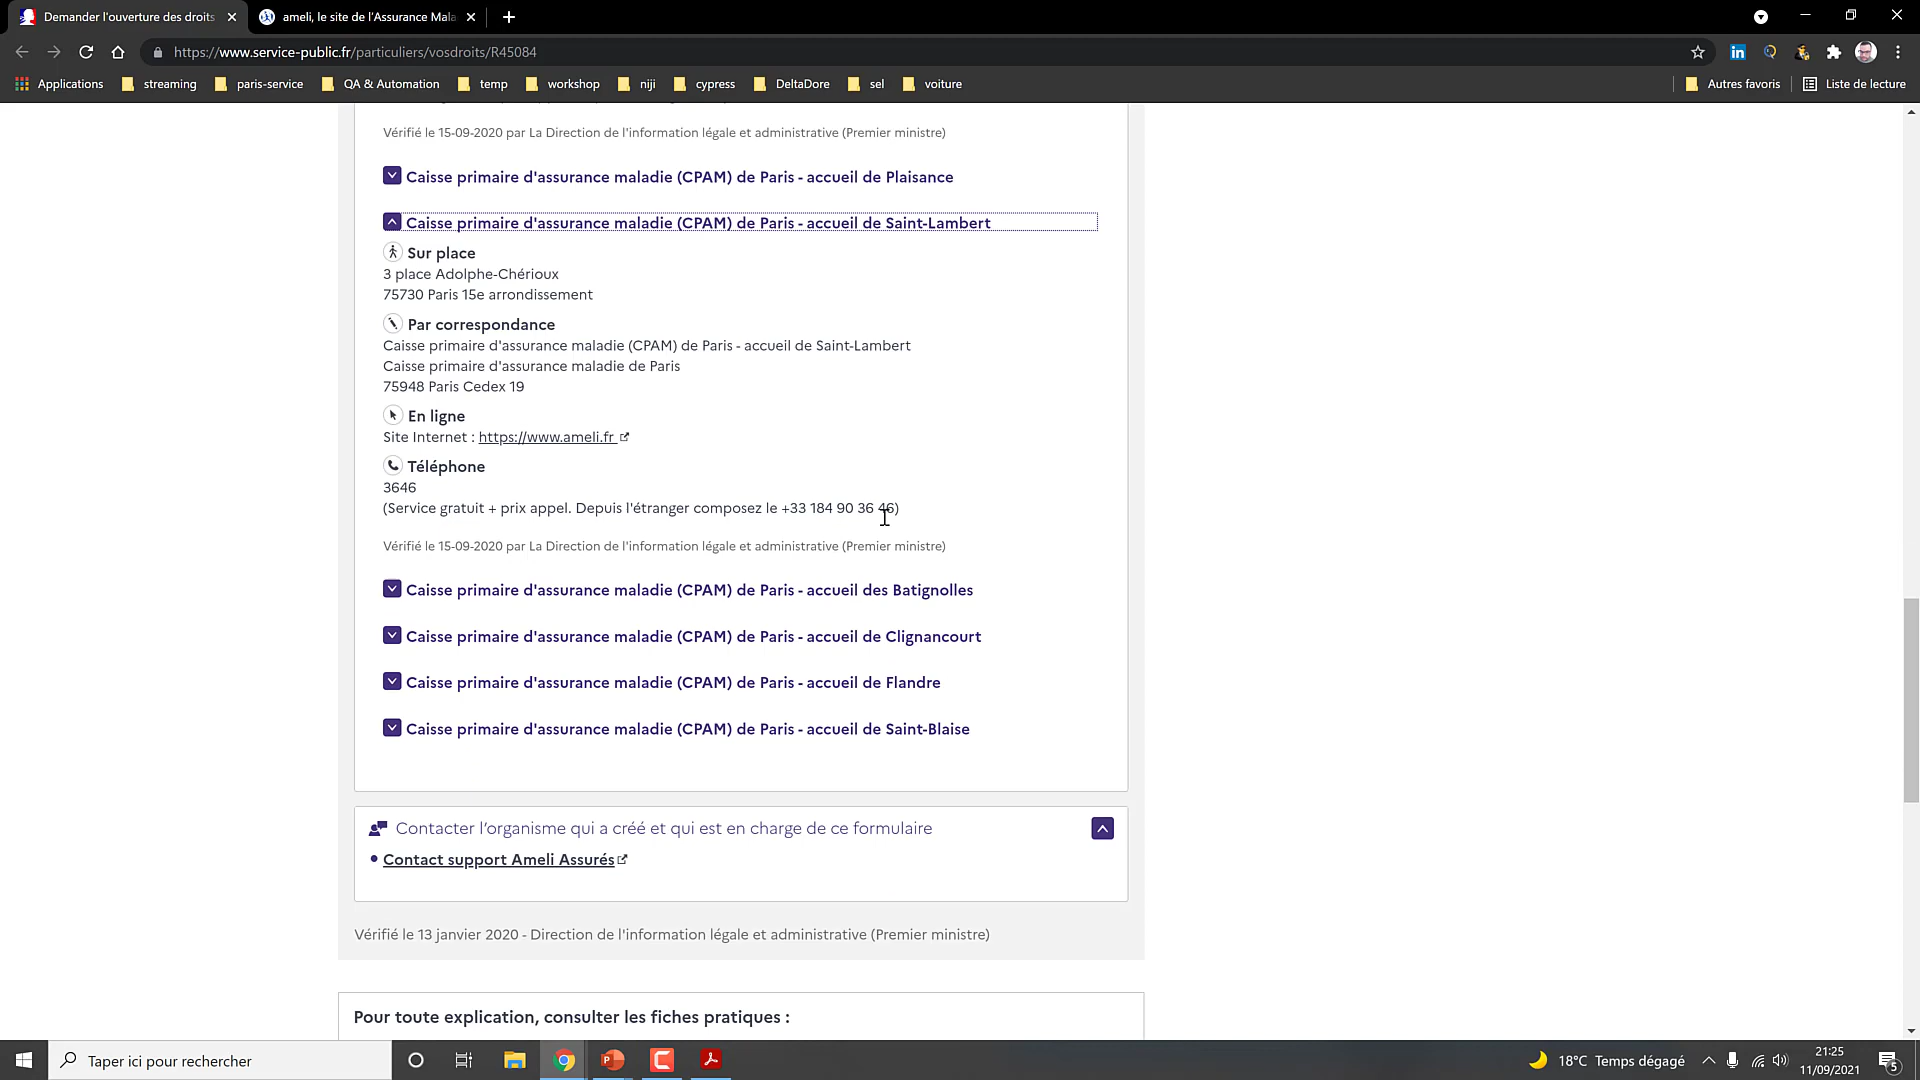 Demander l'ouverture des droits
ameli, le site de l'Assurance Mala
https://www.service-public.fr/particuliers/vosdroits/R45084
Applications
streaming
paris-service
QA & Automation
temp
workshop
niji
cypress
DeltaDore
sel
voiture
Autres favoris
Liste de lecture
Vérifié le 15-09-2020 par La Direction de l'information légale et administrative (Premier ministre)
Caisse primaire d'assurance maladie (CPAM) de Paris - accueil de Plaisance
Caisse primaire d'assurance maladie (CPAM) de Paris - accueil de Saint-Lambert
Sur place
3 place Adolphe-Chérioux
75730 Paris 15e arrondissement
Par correspondance
Caisse primaire d'assurance maladie (CPAM) de Paris - accueil de Saint-Lambert
Caisse primaire d'assurance maladie de Paris
75948 Paris Cedex 19
En ligne
Site Internet : https://www.ameli.fr
Téléphone
3646
(Service gratuit + prix appel. Depuis l'étranger composez le +33 184 90 36 46)
Vérifié le 15-09-2020 par La Direction de l'information légale et administrative (Premier ministre)
Caisse primaire d'assurance maladie (CPAM) de Paris - accueil des Batignolles
Caisse primaire d'assurance maladie (CPAM) de Paris - accueil de Clignancourt
Caisse primaire d'assurance maladie (CPAM) de Paris - accueil de Flandre
Caisse primaire d'assurance maladie (CPAM) de Paris - accueil de Saint-Blaise
Contacter l'organisme qui a créé et qui est en charge de ce formulaire
Contact support Ameli Assurés
Vérifié le 13 janvier 2020 - Direction de l'information légale et administrative (Premier ministre)
Pour toute explication, consulter les fiches pratiques :
Taper ici pour rechercher
18°C Temps dégagé
21:25
11/09/2021
5